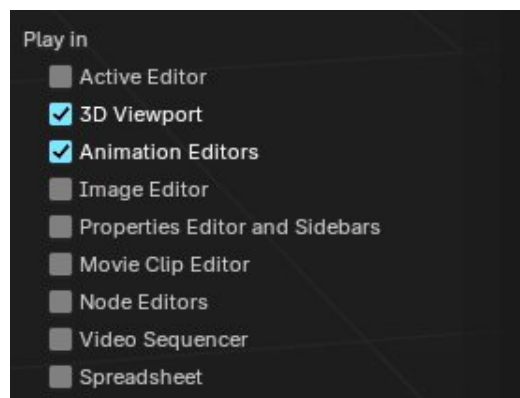 Play in
Active Editor
3D Viewport
Animation Editors
Image Editor
Properties Editor and Sidebars
Movie Clip Editor
Node Editors
Video Sequencer
Spreadsheet